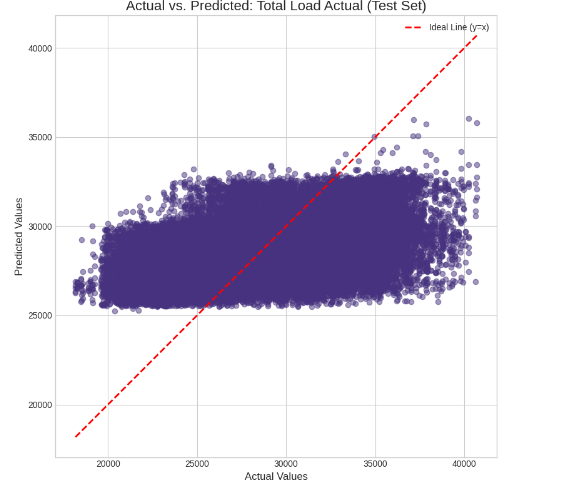 Actual vs. Predicted: Total Load Actual (Test Set)
Ideal Line (y=x)
40000
35000
30000
25000
20000
Predicted Values
20000 25000 30000 35000 40000
Actual Values